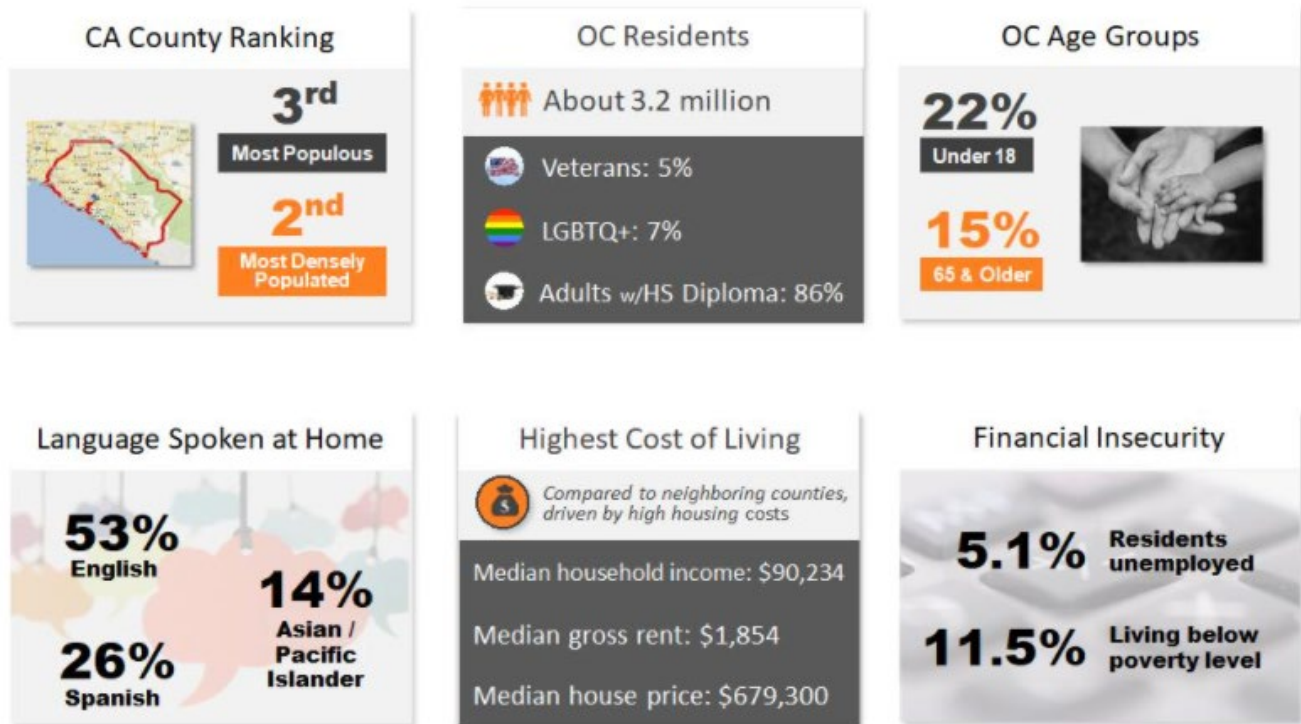 CA County Ranking
3rd
Most Populous
2nd
Most Densely
Populated
OC Residents
About 3.2 million
Veterans: 5%
LGBTQ+: 7%
Adults w/HS Diploma: 86%
OC Age Groups
22%
Under 18
15%
65 & Older
Language Spoken at Home
53%
English
14%
Asian /
Pacific
Islander
26%
Spanish
Highest Cost of Living
Compared to neighboring counties,
driven by high housing costs
Median household income: $90,234
Median gross rent: $1,854
Median house price: $679,300
Financial Insecurity
5.1% Residents
unemployed
11.5% Living below
poverty level